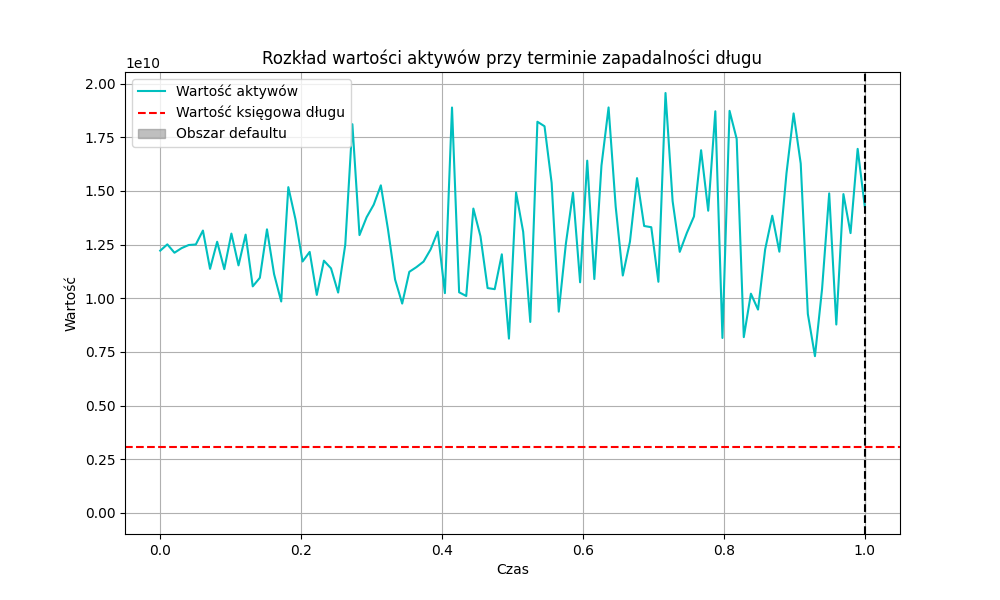 Rozkład wartości aktywów przy terminie zapadalności długu
1e10
Wartość aktywów
Wartość księgowa długu
Obszar defaultu
2.00
1.75
1.50
1.25
1.00
0.75
0.50
0.25
0.00
Wartość
0.0 0.2 0.4 0.6 0.8 1.0
Czas